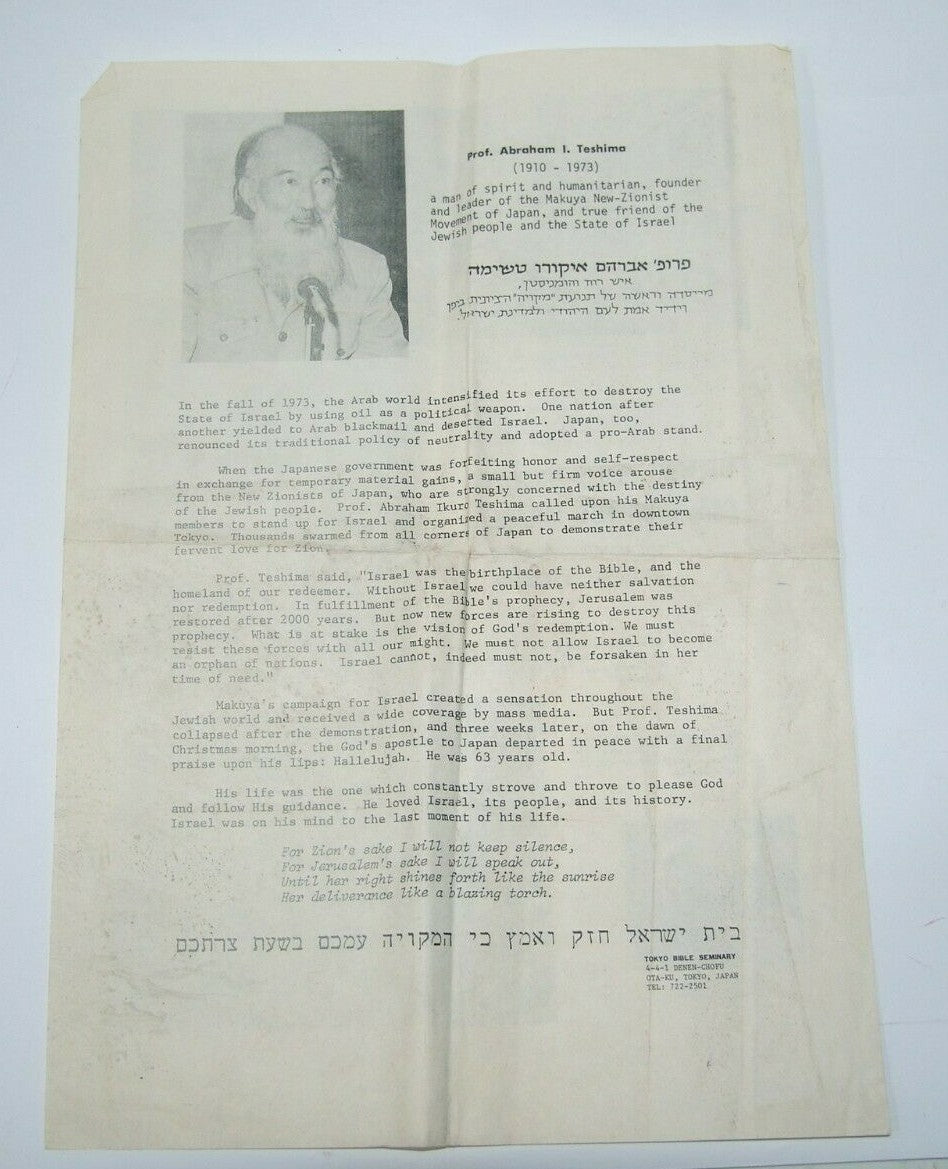 Prof. Abraham I. Teshima
(1910 - 1973)
a man of spirit and humanitarian, founder
and leader of the Makuya New-Zionist
Movement of Japan, and true friend of the
Jewish people and the State of Israel
פרופ' אברהם איקורו טשימה
איש רוח והומניסטן,
מייסדה וראשה של תנועת "מקויה" הציונית ביפן
וידיד אמת לעם היהודי ולמדינת ישראל.
In the fall of 1973, the Arab world intensified its effort to destroy the
State of Israel by using oil as a political weapon. One nation after
another yielded to Arab blackmail and deserted Israel. Japan, too,
renounced its traditional policy of neutrality and adopted a pro-Arab stand.
When the Japanese government was forfeiting honor and self-respect
in exchange for temporary material gains, a small but firm voice arouse
from the New Zionists of Japan, who are strongly concerned with the destiny
of the Jewish people. Prof. Abraham Ikuro Teshima called upon his Makuya
members to stand up for Israel and organized a peaceful march in downtown
Tokyo. Thousands swarmed from all corners of Japan to demonstrate their
fervent love for Zion.
Prof. Teshima said, "Israel was the birthplace of the Bible, and the
homeland of our redeemer. Without Israel we could have neither salvation
nor redemption. In fulfillment of the Bible's prophecy, Jerusalem was
restored after 2000 years. But now new forces are rising to destroy this
prophecy. What is at stake is the vision of God's redemption. We must
resist these forces with all our might. We must not allow Israel to become
an orphan of nations. Israel cannot, indeed must not, be forsaken in her
time of need."
Makuya's campaign for Israel created a sensation throughout the
Jewish world and received a wide coverage by mass media. But Prof. Teshima
collapsed after the demonstration, and three weeks later, on the dawn of
Christmas morning, the God's apostle to Japan departed in peace with a final
praise upon his lips: Hallelujah. He was 63 years old.
His life was the one which constantly strove and throve to please God
and follow His guidance. He loved Israel, its people, and its history.
Israel was on his mind to the last moment of his life.
For Zion's sake I will not keep silence,
For Jerusalem's sake I will speak out,
Until her right shines forth like the sunrise
Her deliverance like a blazing torch.
בית ישראל חזק ואמץ כי המקויה עמכם בשעת צרתכם
TOKYO BIBLE SEMINARY
4-4-1 DENEN-CHOFU
OTA-KU, TOKYO, JAPAN
TEL: 722-2501